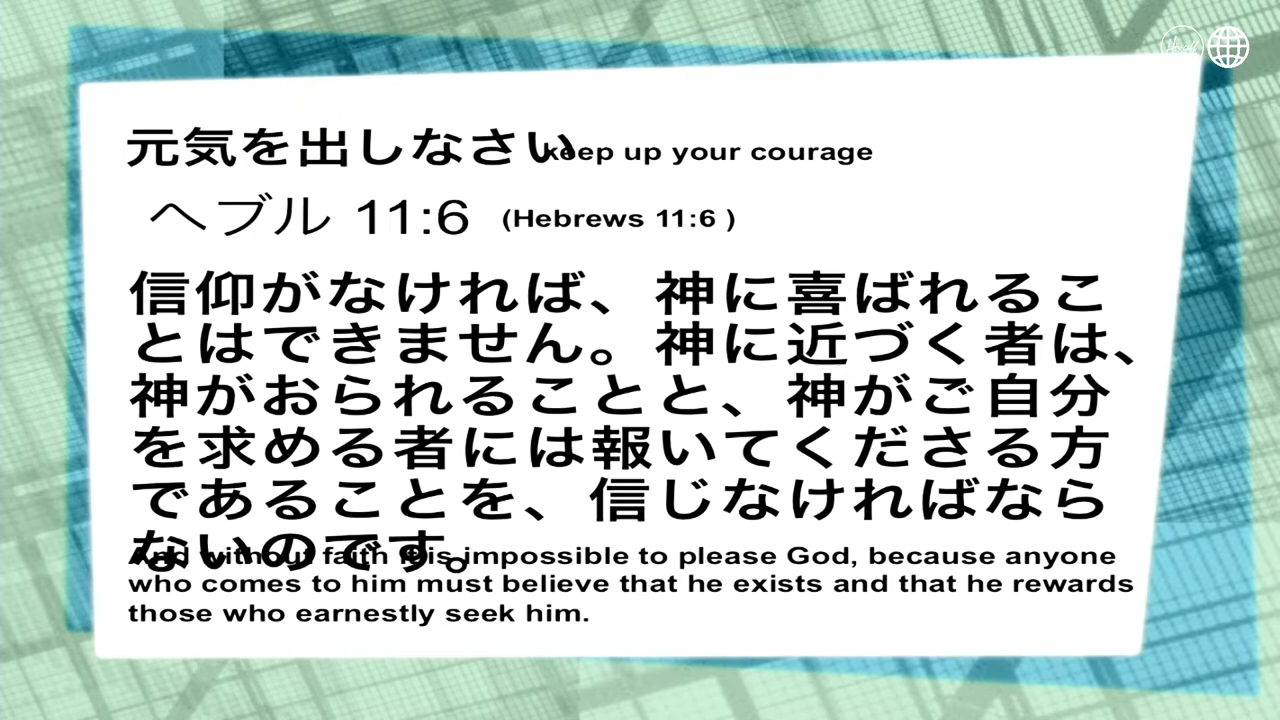 元気を出しなさい keep up your courage
ヘブル 11:6 (Hebrews 11:6 )
信仰がなければ、神に喜ばれるこ
とはできません。神に近づく者は、
神がおられることと、神がご自分
を求める者には報いてくださる方
であることを、信じなければなら
ないのです。
And without faith it is impossible to please God, because anyone
who comes to him must believe that he exists and that he rewards
those who earnestly seek him.